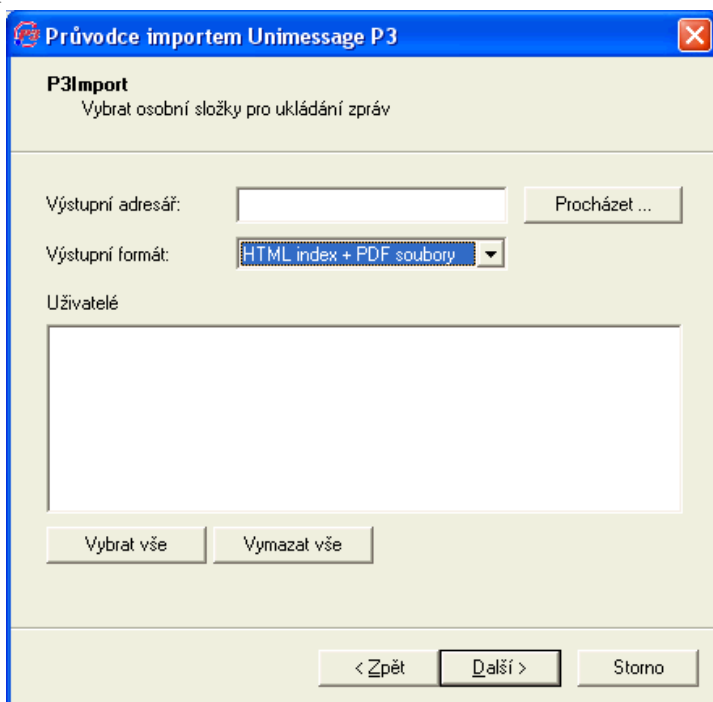 Průvodce importem Unimessage P3
P3Import
Vybrat osobní složky pro ukládání zpráv
Výstupní adresář:
Procházet ...
Výstupní formát:
HTML index + PDF soubory
Uživatelé
Vybrat vše
Vymazat vše
< Zpět
Další >
Storno